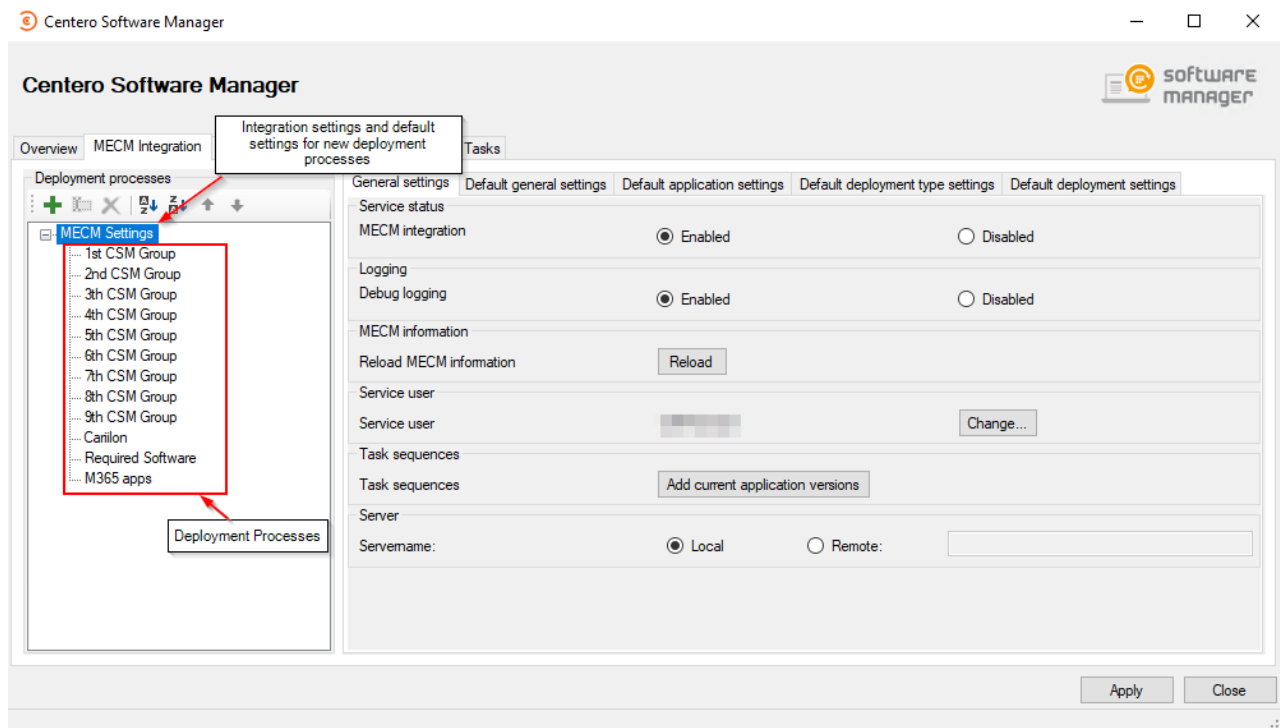 Centero Software Manager
Centero Software Manager
software
manager
Overview
MECM Integration
Tasks
Integration settings and default
settings for new deployment
processes
Deployment processes
General settings
Default general settings
Default application settings
Default deployment type settings
Default deployment settings
MECM Settings
1st CSM Group
2nd CSM Group
3th CSM Group
4th CSM Group
5th CSM Group
6th CSM Group
7th CSM Group
8th CSM Group
9th CSM Group
Carillon
Required Software
M365 apps
Deployment Processes
Service status
MECM integration
Enabled
Disabled
Logging
Debug logging
Enabled
Disabled
MECM information
Reload MECM information
Reload
Service user
Service user
Change...
Task sequences
Task sequences
Add current application versions
Server
Servername:
Local
Remote:
Apply
Close